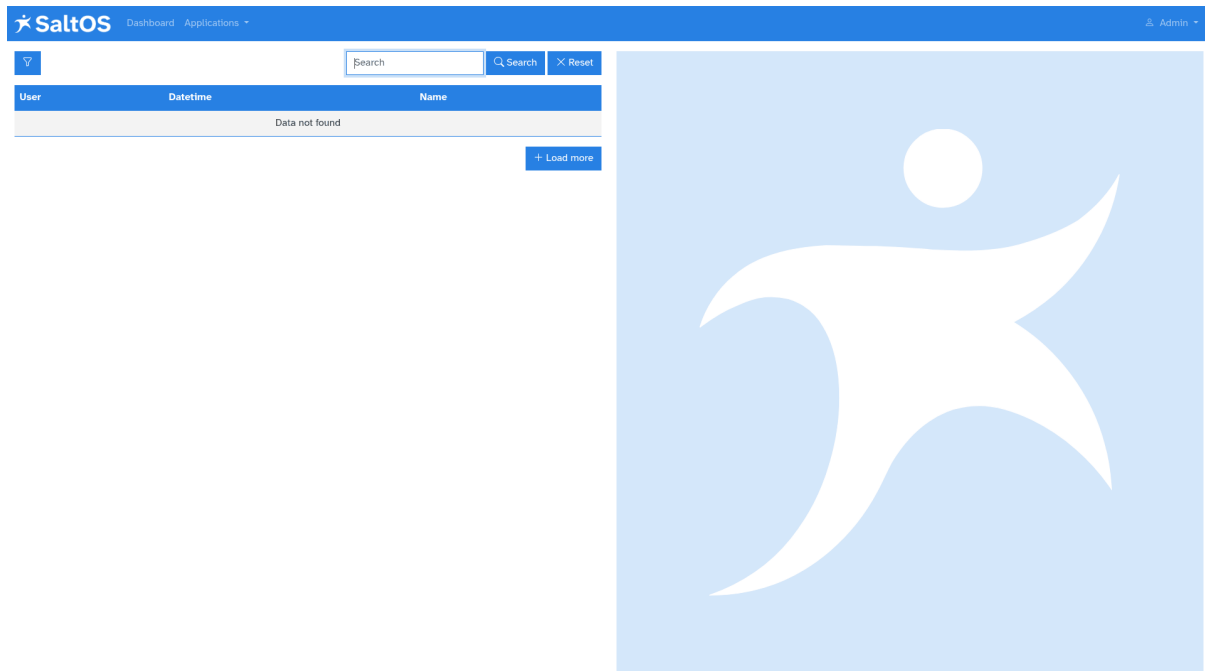 SaltOS Dashboard Applications Admin
Search Search Reset
User Datetime Name
Data not found
Load more